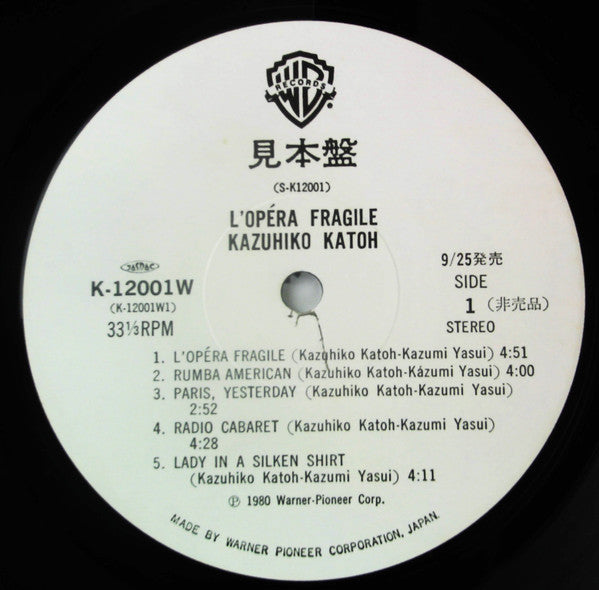 WB RECORDS
見本盤
(S-K12001)
L'OPÉRA FRAGILE
KAZUHIKO KATOH
K-12001W
(K-12001W1)
33⅓RPM
9/25発売
SIDE
1 (非売品)
STEREO
1. L'OPÉRA FRAGILE (Kazuhiko Katoh-Kazumi Yasui) 4:51
2. RUMBA AMERICAN (Kazuhiko Katoh-Kazumi Yasui) 4:00
3. PARIS, YESTERDAY (Kazuhiko Katoh-Kazumi Yasui)
2:52
4. RADIO CABARET (Kazuhiko Katoh-Kazumi Yasui)
4:28
5. LADY IN A SILKEN SHIRT
(Kazuhiko Katoh-Kazumi Yasui) 4:11
Ⓟ 1980 Warner-Pioneer Corp.
MADE BY WARNER PIONEER CORPORATION, JAPAN.